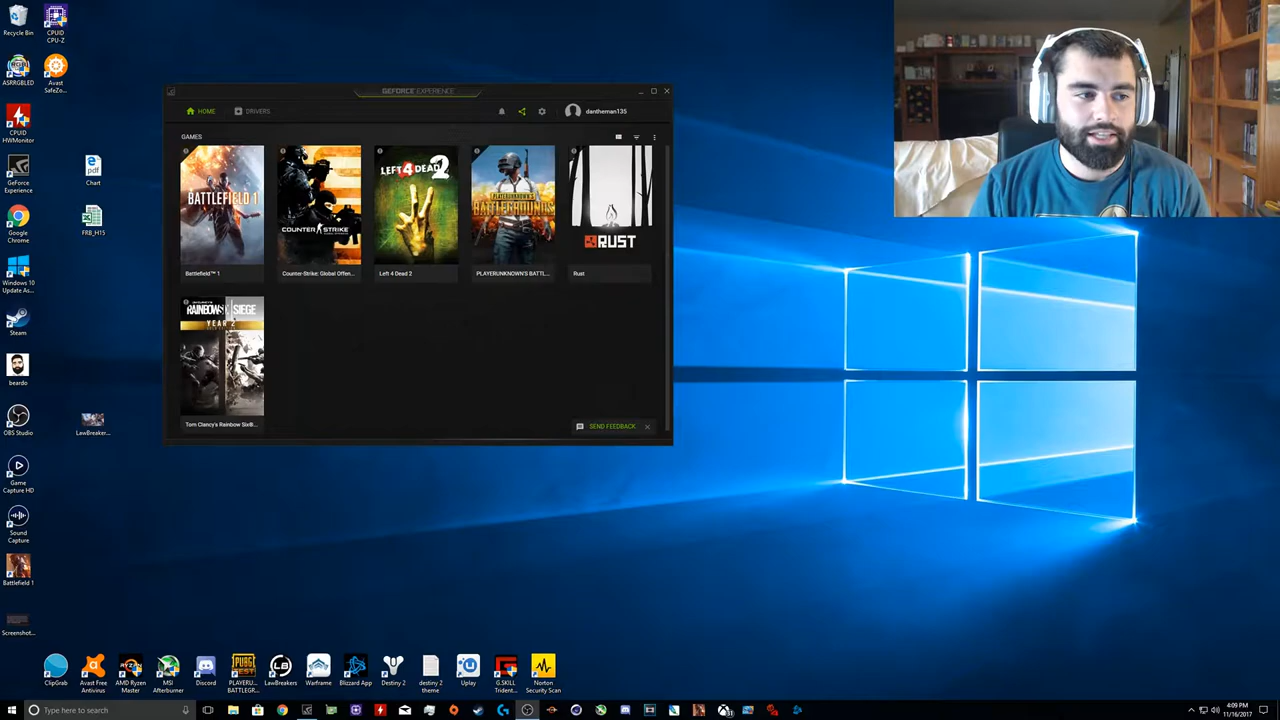 Recycle Bin
CPUID
CPU-Z
ASRRGBLED
Avast
SafeZo...
CPUID
HWMonitor
GeForce
Experience
Chart
Google
Chrome
FRB_H15
Windows 10
Update As...
Steam
beardo
OBS Studio
LawBreaker...
Game
Capture HD
Sound
Capture
Battlefield 1
Screenshot...
GEFORCE EXPERIENCE
HOME
DRIVERS
dantheman135
GAMES
BATTLEFIELD 1
COUNTER STRIKE
LEFT 4 DEAD 2
PLAYERUNKNOWN'S
BATTLEGROUNDS
RUST
Battlefield™ 1
Counter-Strike: Global Offen...
Left 4 Dead 2
PLAYERUNKNOWN'S BATTL...
Rust
RAINBOW SIX SIEGE
YEAR 2
Tom Clancy's Rainbow SixB...
SEND FEEDBACK
ClipGrab
Avast Free
Antivirus
AMD Ryzen
Master
MSI
Afterburner
Discord
PLAYERU...
BATTLEGR...
LawBreakers
Warframe
Blizzard App
Destiny 2
destiny 2
theme
Uplay
G.SKILL
Trident...
Norton
Security Scan
Type here to search
4:09 PM
11/16/2017